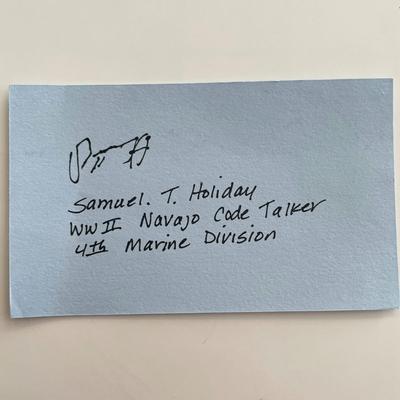 Samuel. T. Holiday
WW II Navajo Code Talker
4th Marine Division